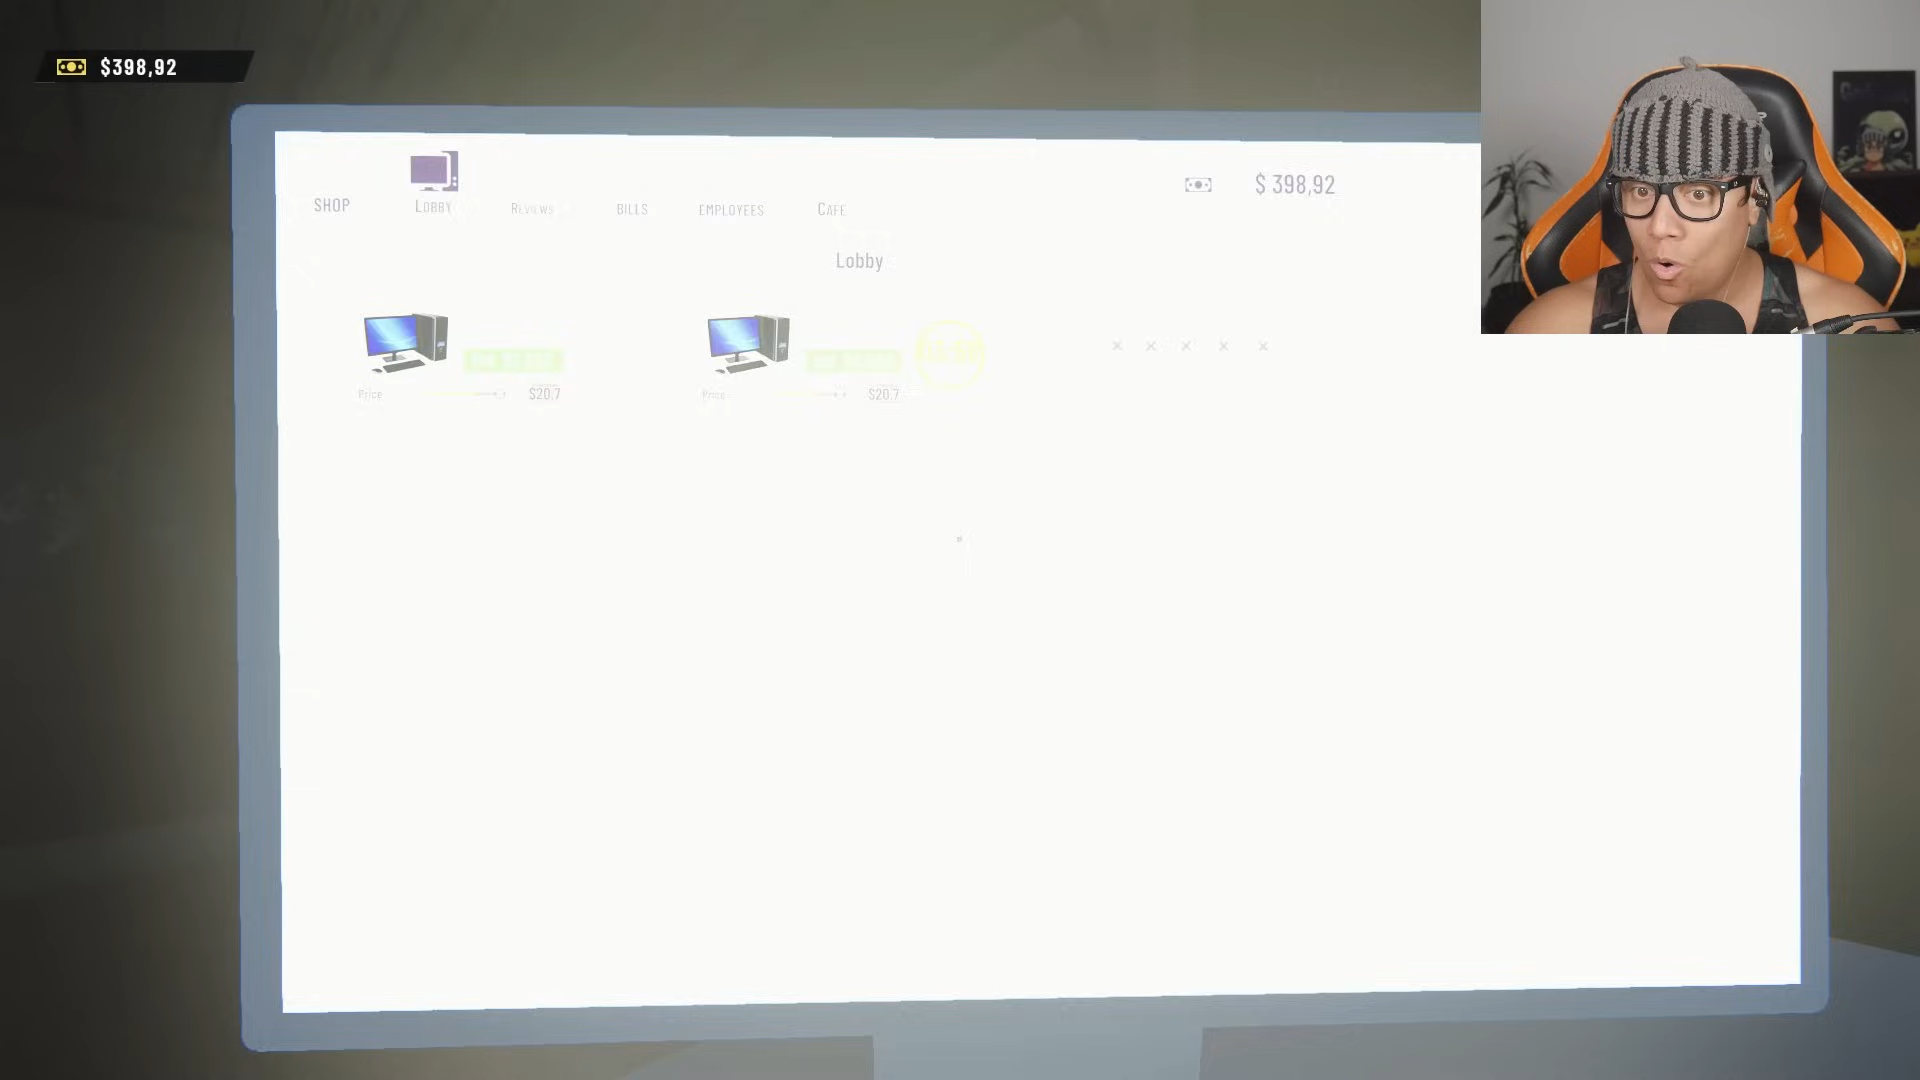 $398,92
$ 398,92
SHOP LOBBY REVIEWS BILLS EMPLOYEES CAFE
Lobby
Price $20.7 Price $20.7